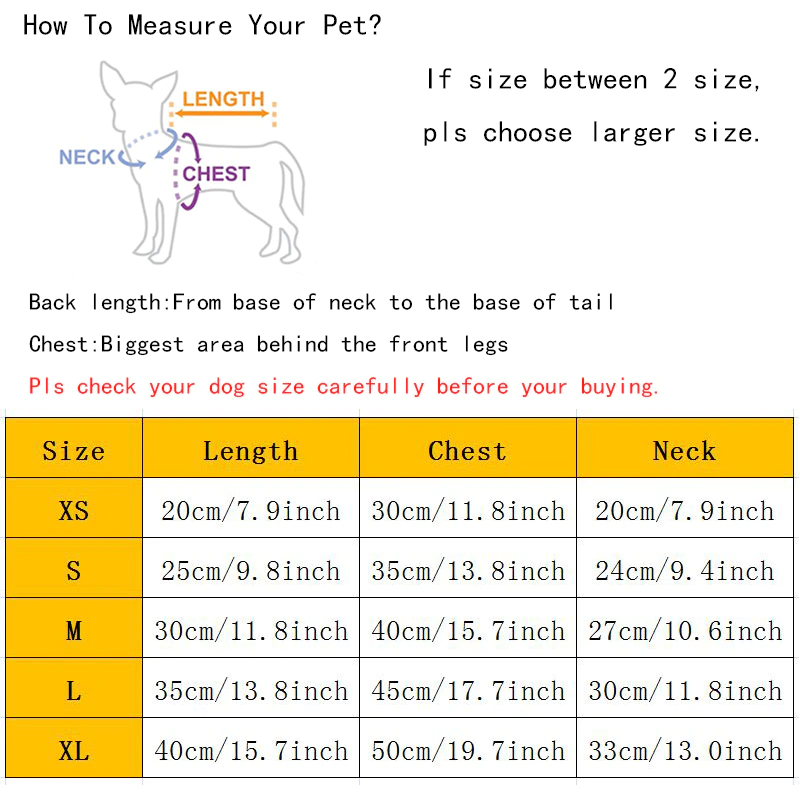 How To Measure Your Pet?
If size between 2 size,
pls choose larger size.
LENGTH
NECK
CHEST
Back length:From base of neck to the base of tail
Chest:Biggest area behind the front legs
Pls check your dog size carefully before your buying.
Size Length Chest Neck
XS 20cm/7.9inch 30cm/11.8inch 20cm/7.9inch
S 25cm/9.8inch 35cm/13.8inch 24cm/9.4inch
M 30cm/11.8inch 40cm/15.7inch 27cm/10.6inch
L 35cm/13.8inch 45cm/17.7inch 30cm/11.8inch
XL 40cm/15.7inch 50cm/19.7inch 33cm/13.0inch